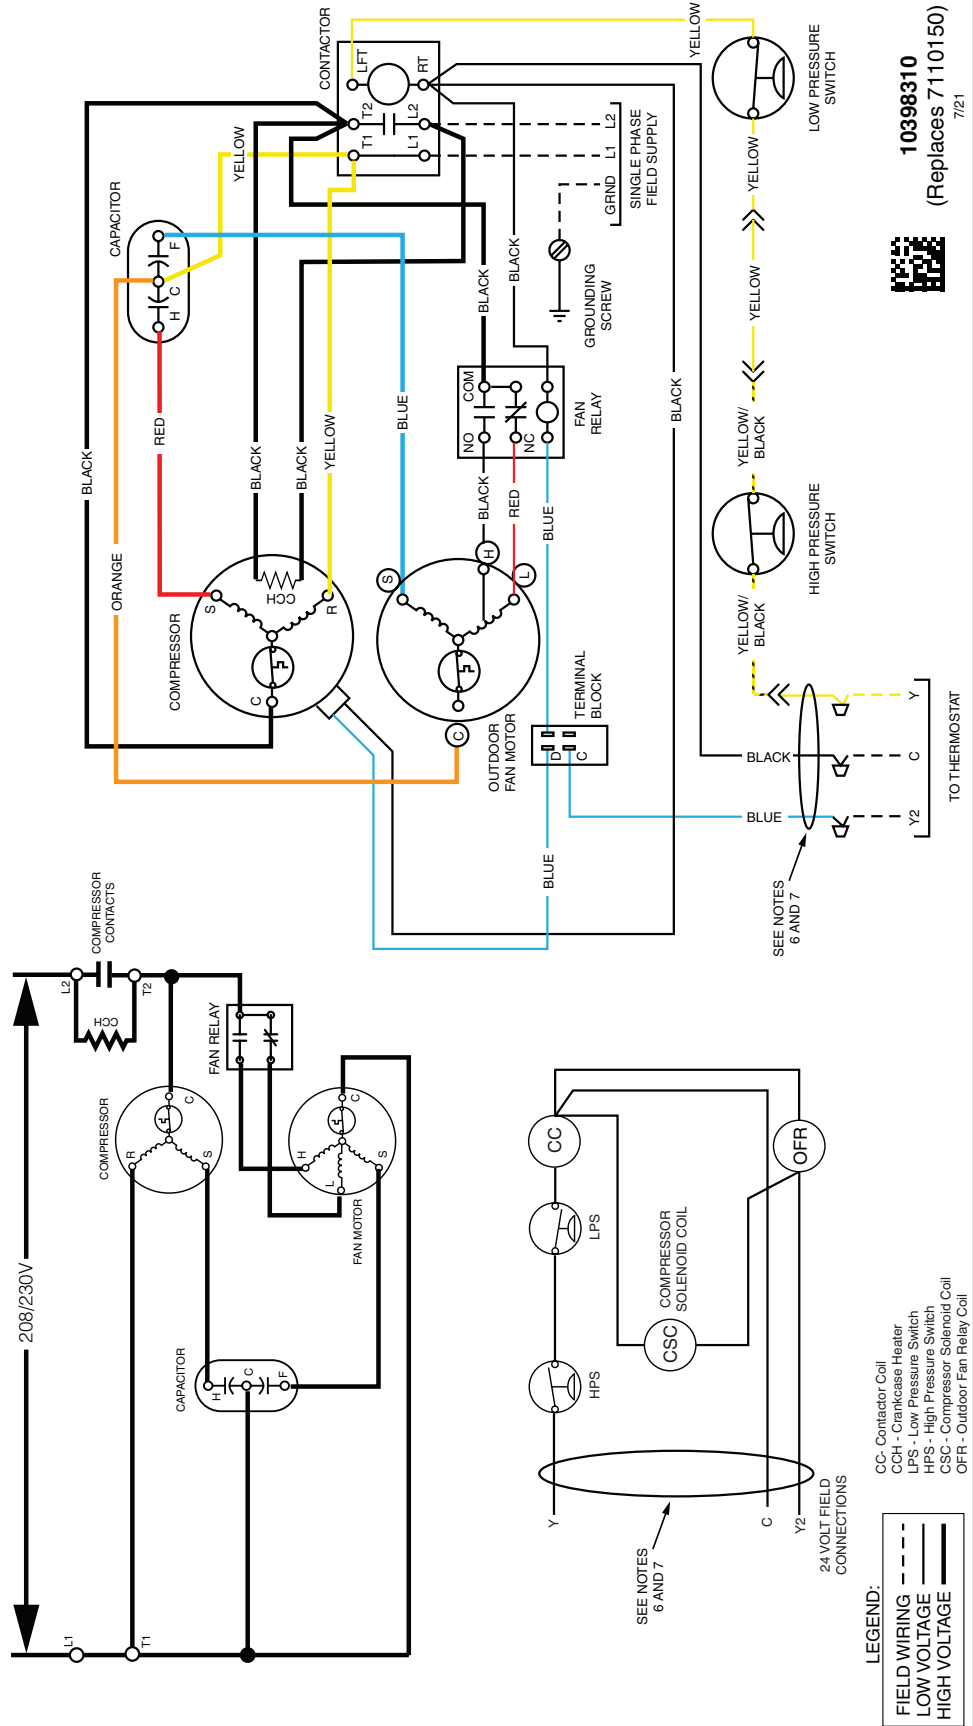 208/230V
L1
T1
L2
T2
CCH
COMPRESSOR
CONTACTS
COMPRESSOR
R
S
C
FAN RELAY
H
L
S
C
FAN MOTOR
CAPACITOR
H
C
F
Y
C
Y2
HPS
LPS
CC
CSC
COMPRESSOR
SOLENOID COIL
OFR
SEE NOTES
6 AND 7
24 VOLT FIELD
CONNECTIONS
LEGEND:
FIELD WIRING
LOW VOLTAGE
HIGH VOLTAGE
CC- Contactor Coil
CCH - Crankcase Heater
LPS - Low Pressure Switch
HPS - High Pressure Switch
CSC - Compressor Solenoid Coil
OFR - Outdoor Fan Relay Coil
BLACK
ORANGE
RED
CAPACITOR
H
C
F
YELLOW
CONTACTOR
LFT
RT
T2
L2
T1
L1
COMPRESSOR
S
C
R
CCH
BLACK
BLACK
YELLOW
BLUE
OUTDOOR
FAN MOTOR
S
C
H
L
BLACK
RED
BLUE
NO
COM
NC
FAN
RELAY
BLACK
BLACK
GRND
L1
L2
SINGLE PHASE
FIELD SUPPLY
GROUNDING
SCREW
TERMINAL
BLOCK
D
C
BLUE
BLACK
YELLOW
LOW PRESSURE
SWITCH
YELLOW
YELLOW
YELLOW/
BLACK
HIGH PRESSURE
SWITCH
YELLOW/
BLACK
BLACK
BLUE
SEE NOTES
6 AND 7
Y2
C
Y
TO THERMOSTAT
10398310
(Replaces 7110150)
7/21